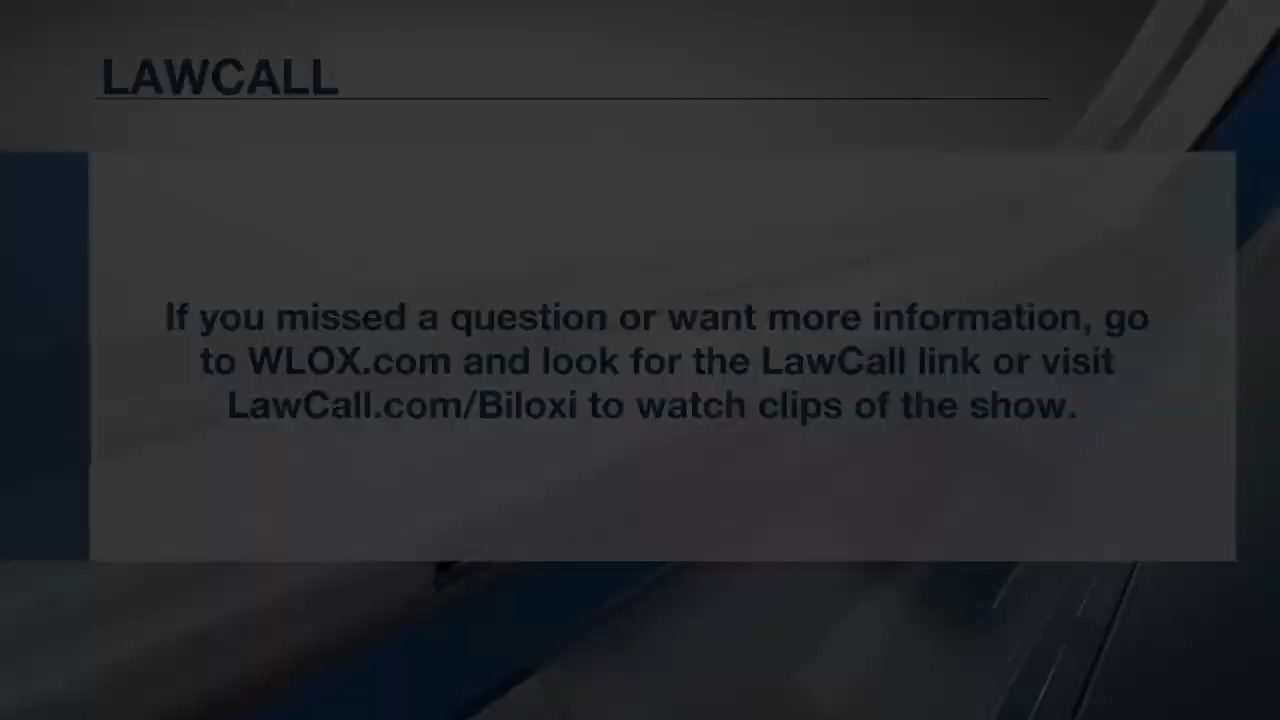 LAWCALL
If you missed a question or want more information, go
to WLOX.com and look for the LawCall link or visit
LawCall.com/Biloxi to watch clips of the show.